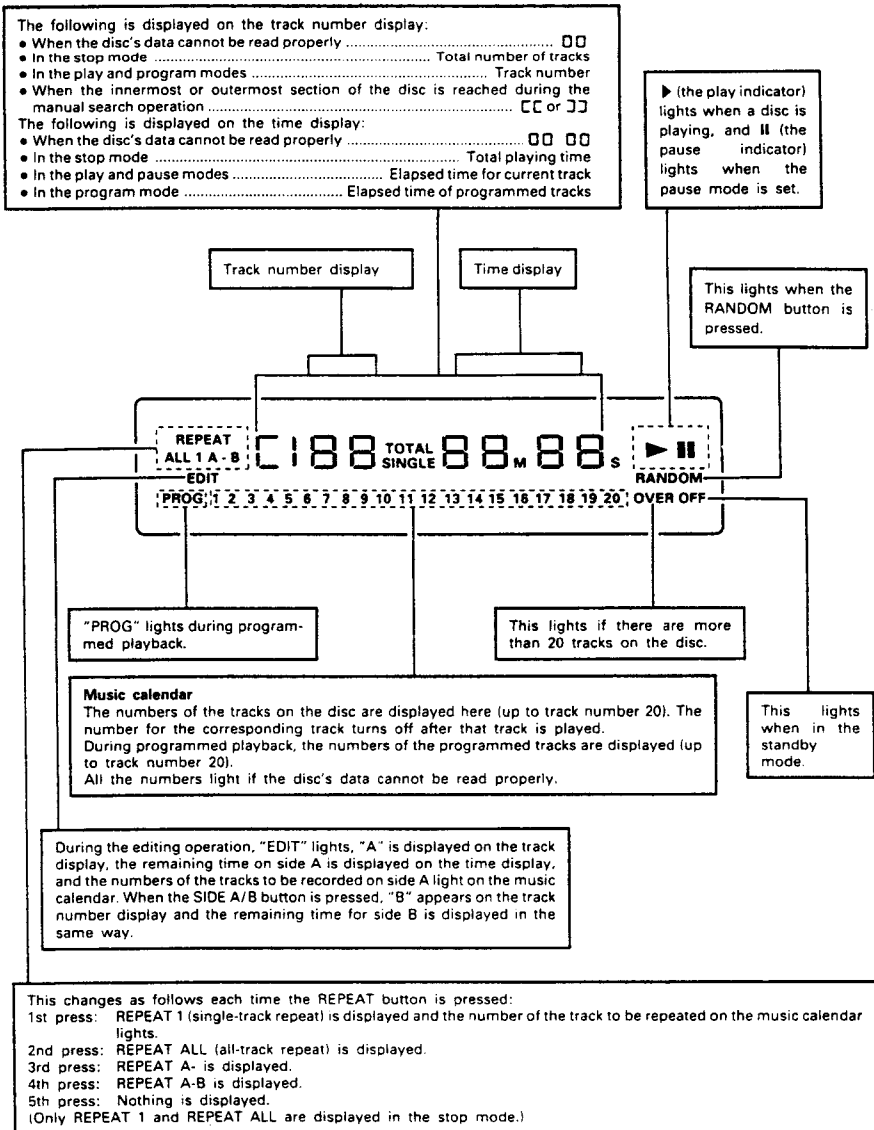 The following is displayed on the track number display:
• When the disc's data cannot be read properly ........................................ 00
• In the stop mode ........................................ Total number of tracks
• In the play and program modes ........................................ Track number
• When the innermost or outermost section of the disc is reached during the
manual search operation ........................................ [[ or ]]
The following is displayed on the time display:
• When the disc's data cannot be read properly ........................................ 00 00
• In the stop mode ........................................ Total playing time
• In the play and pause modes ........................................ Elapsed time for current track
• In the program mode ........................................ Elapsed time of programmed tracks
▶ (the play indicator)
lights when a disc is
playing, and II (the
pause indicator)
lights when the
pause mode is set.
Track number display
Time display
This lights when the
RANDOM button is
pressed.
REPEAT
ALL 1 A - B
EDIT
C188 TOTAL SINGLE 88 M 88 S
▶ II
RANDOM
PROG 1 2 3 4 5 6 7 8 9 10 11 12 13 14 15 16 17 18 19 20 OVER OFF
"PROG" lights during program-
med playback.
This lights if there are more
than 20 tracks on the disc.
Music calendar
The numbers of the tracks on the disc are displayed here (up to track number 20). The
number for the corresponding track turns off after that track is played.
During programmed playback, the numbers of the programmed tracks are displayed (up
to track number 20).
All the numbers light if the disc's data cannot be read properly.
This lights
when in the
standby
mode.
During the editing operation, "EDIT" lights, "A" is displayed on the track
display, the remaining time on side A is displayed on the time display,
and the numbers of the tracks to be recorded on side A light on the music
calendar. When the SIDE A/B button is pressed, "B" appears on the track
number display and the remaining time for side B is displayed in the
same way.
This changes as follows each time the REPEAT button is pressed:
1st press: REPEAT 1 (single-track repeat) is displayed and the number of the track to be repeated on the music calendar
lights.
2nd press: REPEAT ALL (all-track repeat) is displayed.
3rd press: REPEAT A- is displayed.
4th press: REPEAT A-B is displayed.
5th press: Nothing is displayed.
(Only REPEAT 1 and REPEAT ALL are displayed in the stop mode.)